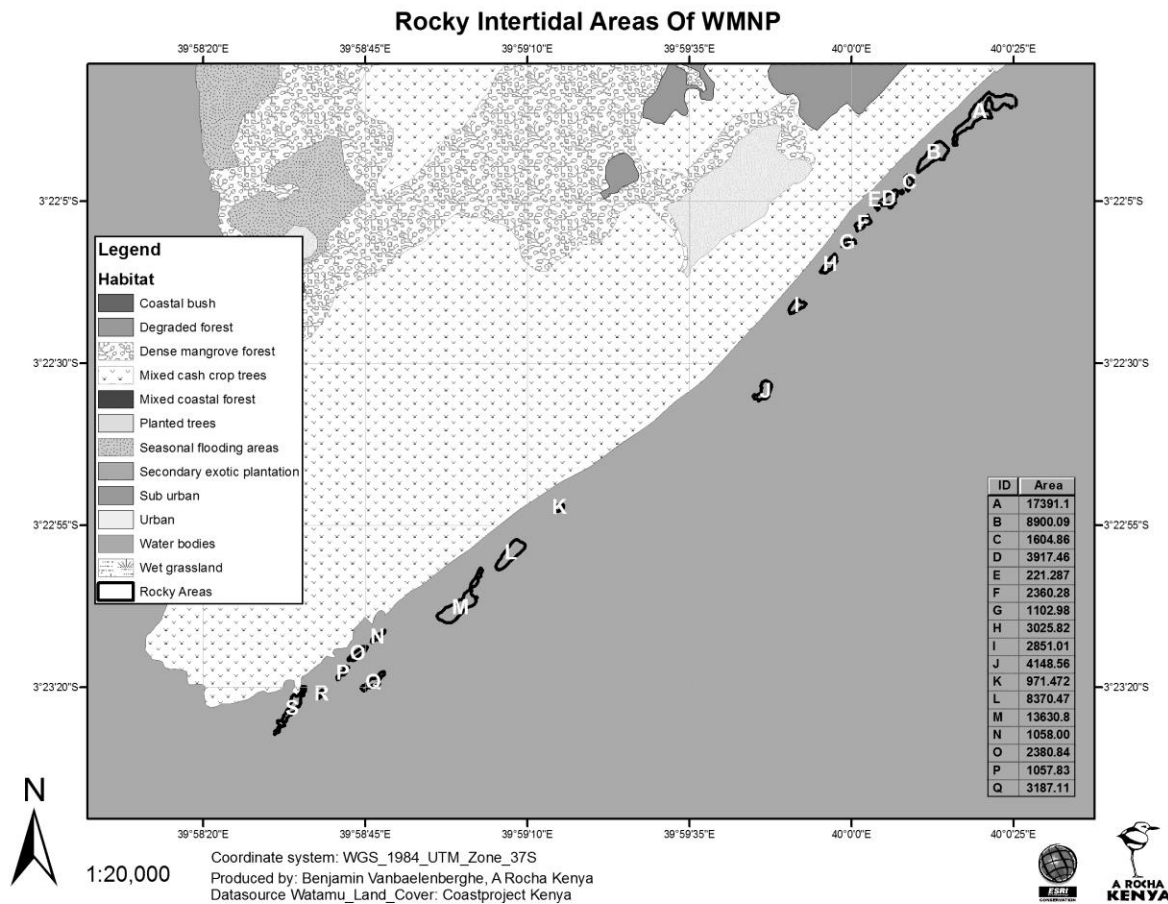 Rocky Intertidal Areas Of WMNP
39°58'20"E 39°58'45"E 39°59'10"E 39°59'35"E 40°0'0"E 40°0'25"E
A
B
C
3°22'5"S E D 3°22'5"S
F
G
H
I
3°22'30"S 3°22'30"S
J
K
3°22'55"S 3°22'55"S
L
M
N
O
P
Q
3°23'20"S R 3°23'20"S
S
Legend
Habitat
Coastal bush
Degraded forest
Dense mangrove forest
Mixed cash crop trees
Mixed coastal forest
Planted trees
Seasonal flooding areas
Secondary exotic plantation
Sub urban
Urban
Water bodies
Wet grassland
Rocky Areas
ID Area
A 17391.1
B 8900.09
C 1604.86
D 3917.46
E 221.287
F 2360.28
G 1102.98
H 3025.82
I 2851.01
J 4148.56
K 971.472
L 8370.47
M 13630.8
N 1058.00
O 2380.84
P 1057.83
Q 3187.11
39°58'20"E 39°58'45"E 39°59'10"E 39°59'35"E 40°0'0"E 40°0'25"E
N
1:20,000
Coordinate system: WGS_1984_UTM_Zone_37S
Produced by: Benjamin Vanbaelenberghe, A Rocha Kenya
Datasource Watamu_Land_Cover: Coastproject Kenya
ESRI
CONSERVATION
A ROCHA
KENYA